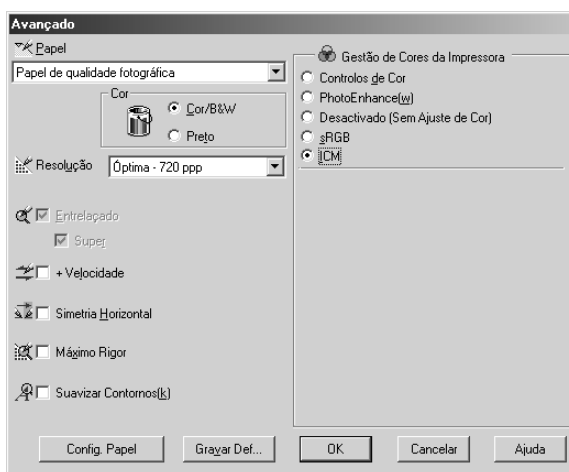 Avançado
Papel
Papel de qualidade fotográfica
Cor
Cor/B&W
Preto
Resolução
Óptima - 720 ppp
Entrelaçado
Super
+ Velocidade
Simetria Horizontal
Máximo Rigor
Suavizar Contornos(k)
Gestão de Cores da Impressora
Controlos de Cor
PhotoEnhance(w)
Desactivado (Sem Ajuste de Cor)
sRGB
ICM
Config. Papel
Gravar Def...
OK
Cancelar
Ajuda